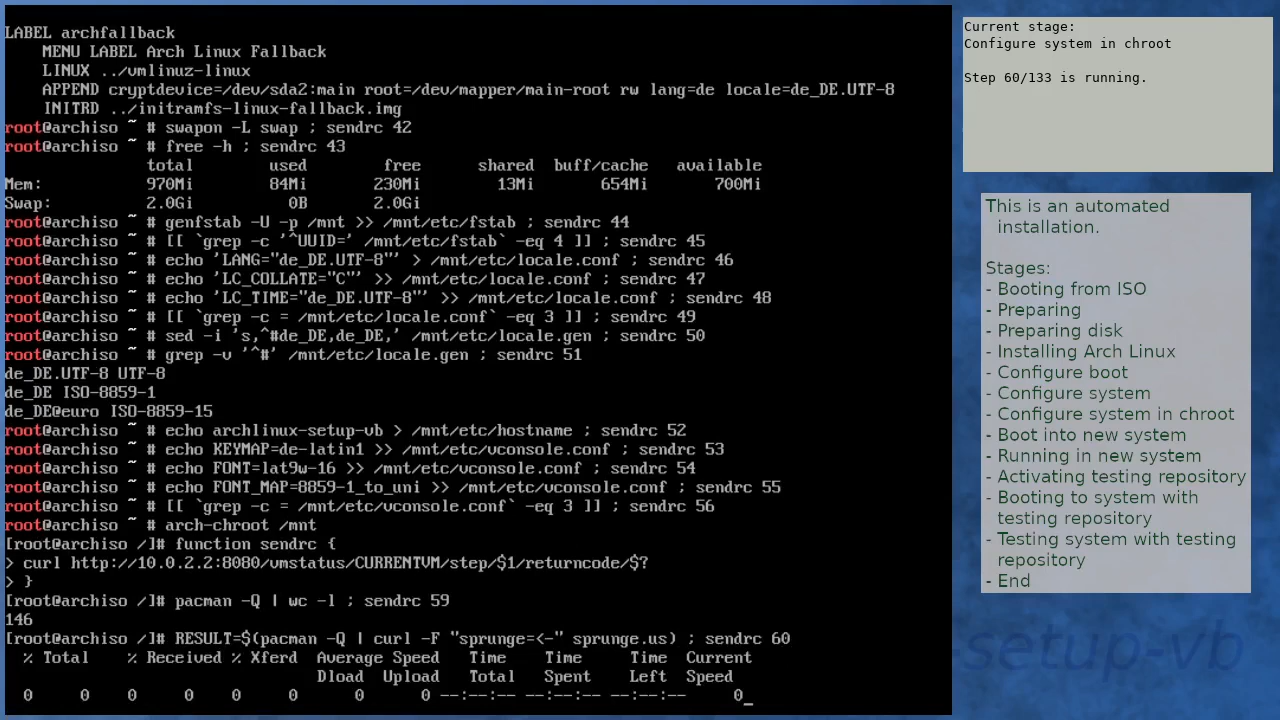 LABEL archfallback
    MENU LABEL Arch Linux Fallback
    LINUX ../vmlinuz-linux
    APPEND cryptdevice=/dev/sda2:main root=/dev/mapper/main-root rw lang=de locale=de_DE.UTF-8
    INITRD ../initramfs-linux-fallback.img
root@archiso ~ # swapon -L swap ; sendrc 42
root@archiso ~ # free -h ; sendrc 43
               total        used        free      shared  buff/cache   available
Mem:           970Mi        84Mi       230Mi        13Mi       654Mi       700Mi
Swap:          2.0Gi          0B       2.0Gi
root@archiso ~ # genfstab -U -p /mnt >> /mnt/etc/fstab ; sendrc 44
root@archiso ~ # [[ `grep -c '^UUID=' /mnt/etc/fstab` -eq 4 ]] ; sendrc 45
root@archiso ~ # echo 'LANG="de_DE.UTF-8"' > /mnt/etc/locale.conf ; sendrc 46
root@archiso ~ # echo 'LC_COLLATE="C"' >> /mnt/etc/locale.conf ; sendrc 47
root@archiso ~ # echo 'LC_TIME="de_DE.UTF-8"' >> /mnt/etc/locale.conf ; sendrc 48
root@archiso ~ # [[ `grep -c = /mnt/etc/locale.conf` -eq 3 ]] ; sendrc 49
root@archiso ~ # sed -i 's,^#de_DE,de_DE,' /mnt/etc/locale.gen ; sendrc 50
root@archiso ~ # grep -v '^#' /mnt/etc/locale.gen ; sendrc 51
de_DE.UTF-8 UTF-8
de_DE ISO-8859-1
de_DE@euro ISO-8859-15
root@archiso ~ # echo archlinux-setup-vb > /mnt/etc/hostname ; sendrc 52
root@archiso ~ # echo KEYMAP=de-latin1 >> /mnt/etc/vconsole.conf ; sendrc 53
root@archiso ~ # echo FONT=lat9w-16 >> /mnt/etc/vconsole.conf ; sendrc 54
root@archiso ~ # echo FONT_MAP=8859-1_to_uni >> /mnt/etc/vconsole.conf ; sendrc 55
root@archiso ~ # [[ `grep -c = /mnt/etc/vconsole.conf` -eq 3 ]] ; sendrc 56
root@archiso ~ # arch-chroot /mnt
[root@archiso /]# function sendrc {
> curl http://10.0.2.2:8080/vmstatus/CURRENTVM/step/$1/returncode/$?
> }
[root@archiso /]# pacman -Q | wc -l ; sendrc 59
146
[root@archiso /]# RESULT=$(pacman -Q | curl -F "sprunge=<-" sprunge.us) ; sendrc 60
  % Total    % Received % Xferd  Average Speed   Time    Time     Time  Current
                                 Dload  Upload   Total   Spent    Left  Speed
  0     0    0     0    0     0      0      0 --:--:-- --:--:-- --:--:--     0_
Current stage:
Configure system in chroot
Step 60/133 is running.
This is an automated
installation.
Stages:
- Booting from ISO
- Preparing
- Preparing disk
- Installing Arch Linux
- Configure boot
- Configure system
- Configure system in chroot
- Boot into new system
- Running in new system
- Activating testing repository
- Booting to system with
testing repository
- Testing system with testing
repository
- End
-setup-vb